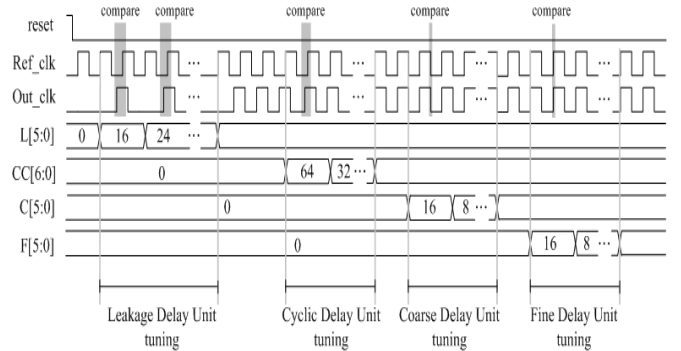 compare compare compare compare compare
reset
Ref_clk ... ... ... ...
Out_clk ... ... ... ...
L[5:0] 0 16 24 ...
CC[6:0] 0 64 32 ...
C[5:0] 0 16 8 ...
F[5:0] 0 16 8 ...
Leakage Delay Unit Cyclic Delay Unit Coarse Delay Unit Fine Delay Unit
tuning tuning tuning tuning